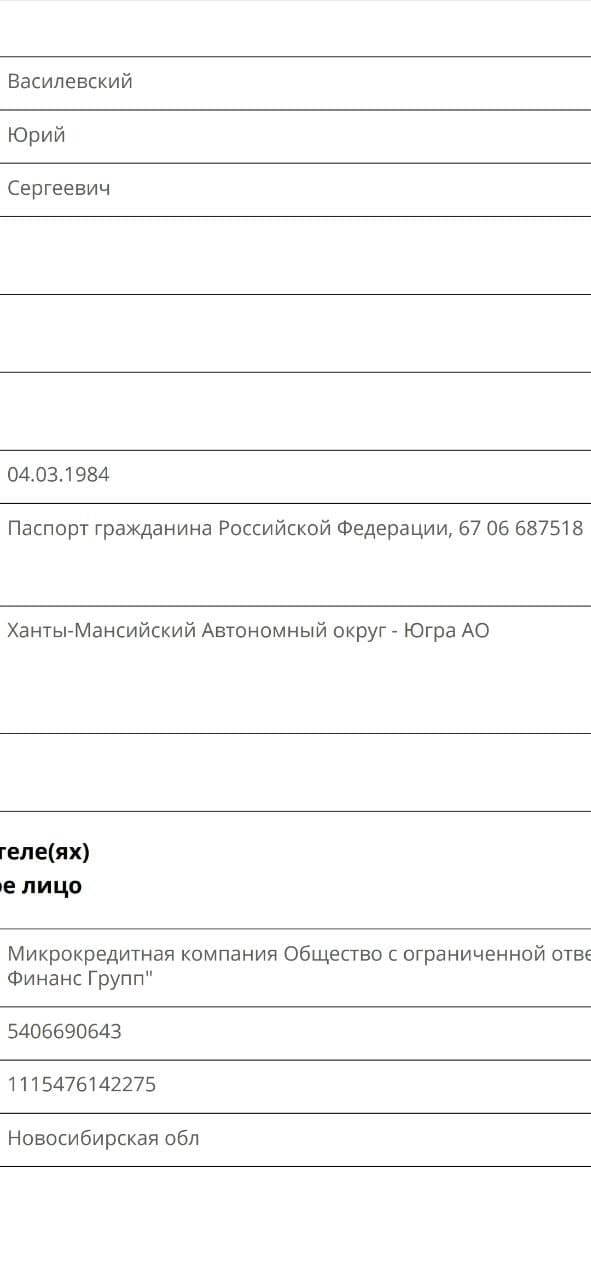 Василевский
Юрий
Сергеевич
04.03.1984
Паспорт гражданина Российской Федерации, 67 06 687518
Ханты-Мансийский Автономный округ - Югра АО
теле(ях)
ое лицо
Микрокредитная компания Общество с ограниченной отве
Финанс Групп"
5406690643
1115476142275
Новосибирская обл